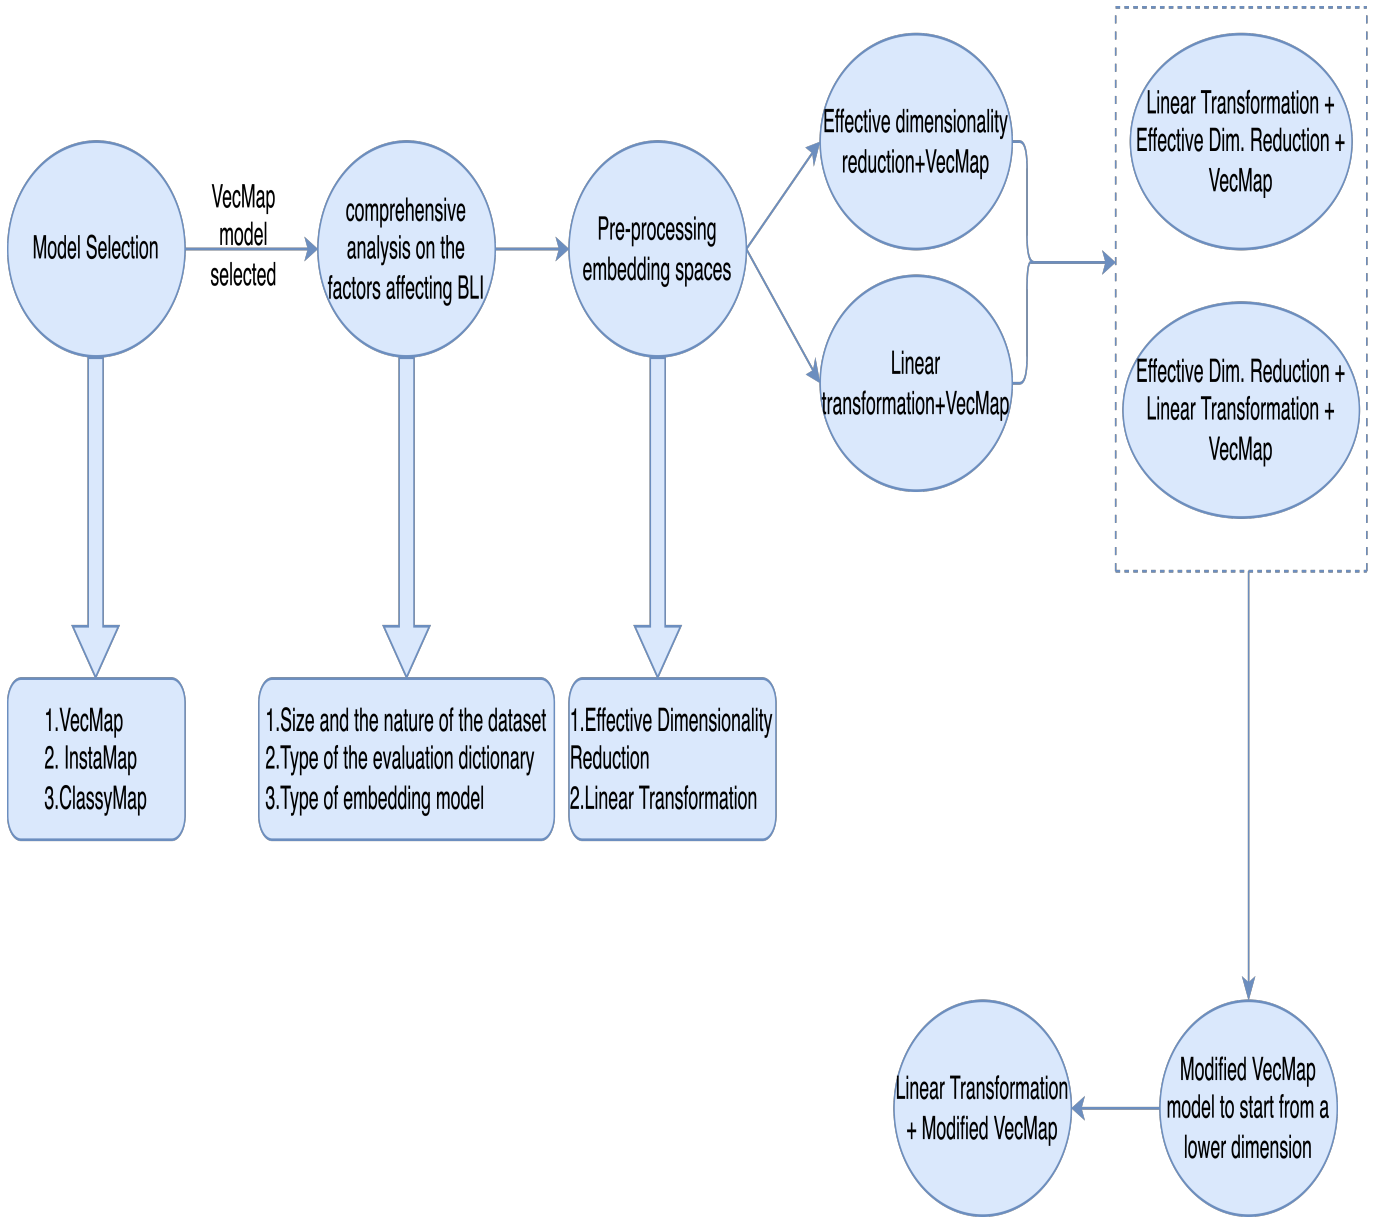 Model Selection
VecMap
model
selected
comprehensive
analysis on the
factors affecting BLI
Pre-processing
embedding spaces
Effective dimensionality
reduction+VecMap
Linear
transformation+VecMap
Linear Transformation +
Effective Dim. Reduction +
VecMap
Effective Dim. Reduction +
Linear Transformation +
VecMap
1.VecMap
2. InstaMap
3.ClassyMap
1.Size and the nature of the dataset
2.Type of the evaluation dictionary
3.Type of embedding model
1.Effective Dimensionality
Reduction
2.Linear Transformation
Modified VecMap
model to start from a
lower dimension
Linear Transformation
+ Modified VecMap